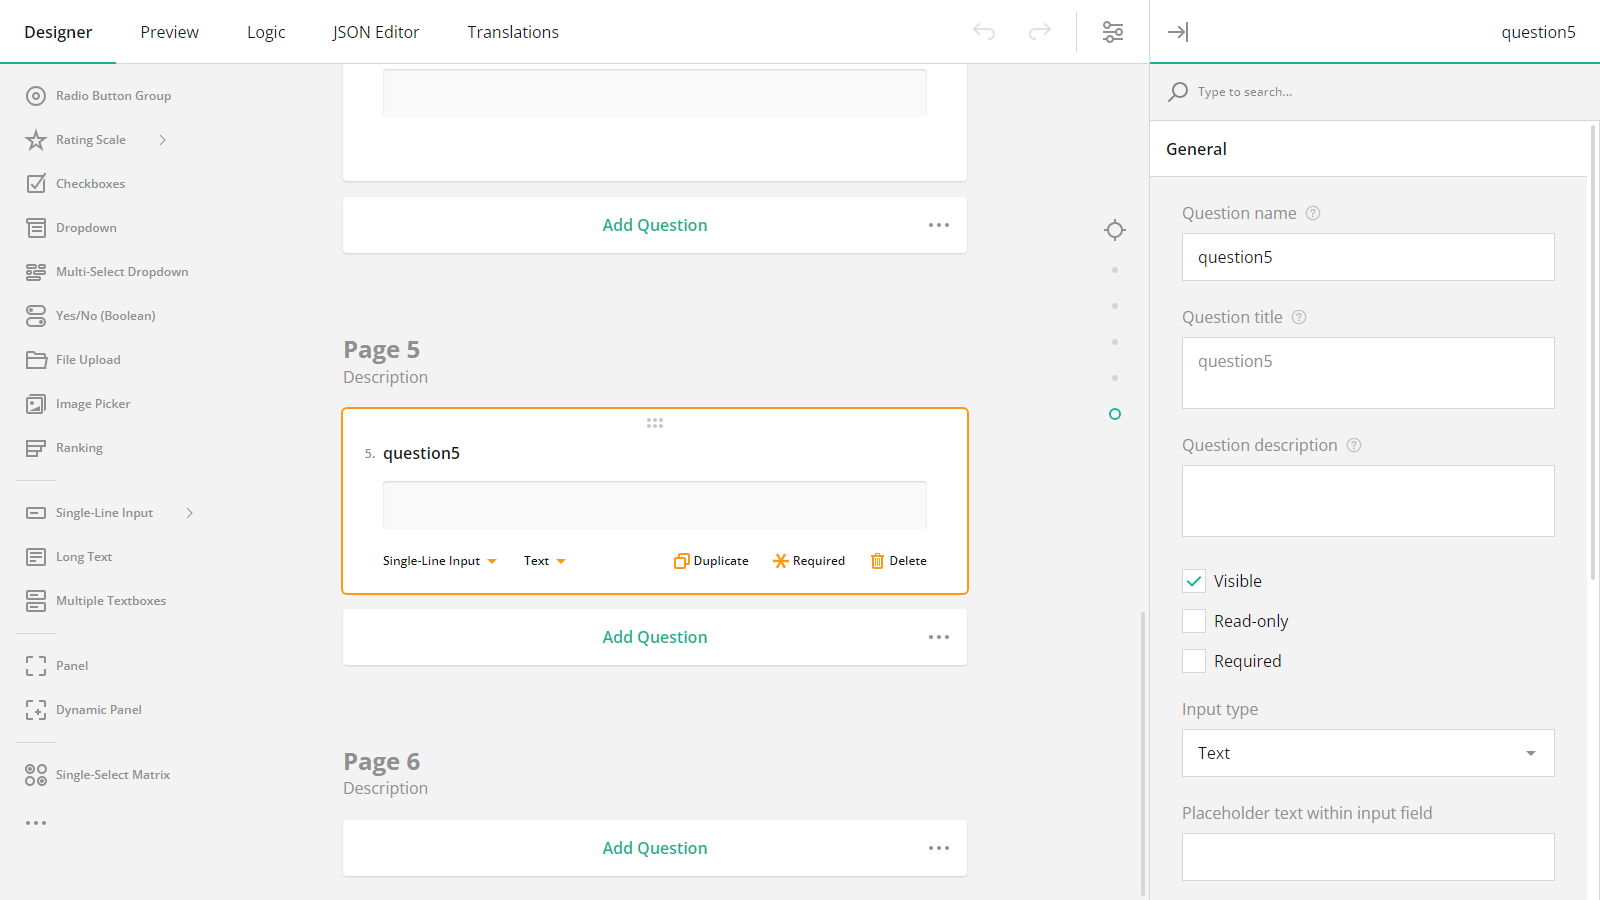 Designer
Preview
Logic
JSON Editor
Translations
question5
Radio Button Group
Rating Scale
Checkboxes
Dropdown
Multi-Select Dropdown
Yes/No (Boolean)
File Upload
Image Picker
Ranking
Single-Line Input
Long Text
Multiple Textboxes
Panel
Dynamic Panel
Single-Select Matrix
Add Question
Page 5
Description
5. question5
Single-Line Input
Text
Duplicate
Required
Delete
Add Question
Page 6
Description
Add Question
Type to search...
General
Question name
question5
Question title
question5
Question description
Visible
Read-only
Required
Input type
Text
Placeholder text within input field